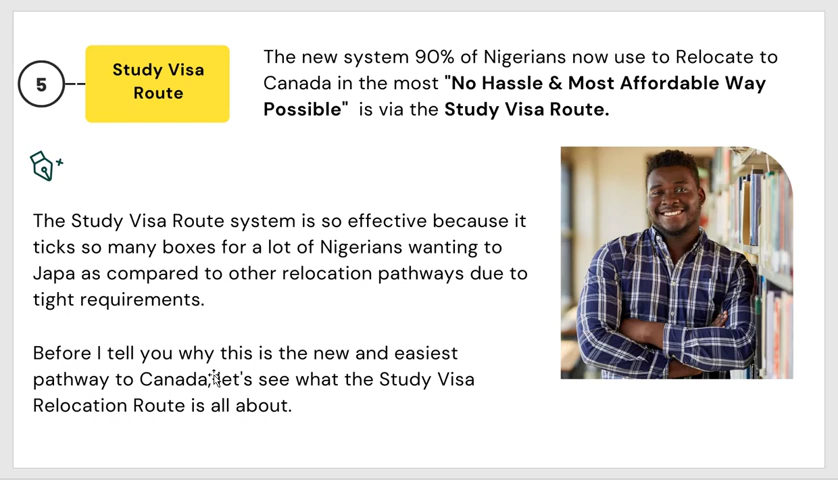 5
Study Visa
Route
The new system 90% of Nigerians now use to Relocate to
Canada in the most "No Hassle & Most Affordable Way
Possible" is via the Study Visa Route.
The Study Visa Route system is so effective because it
ticks so many boxes for a lot of Nigerians wanting to
Japa as compared to other relocation pathways due to
tight requirements.
Before I tell you why this is the new and easiest
pathway to Canada, let's see what the Study Visa
Relocation Route is all about.